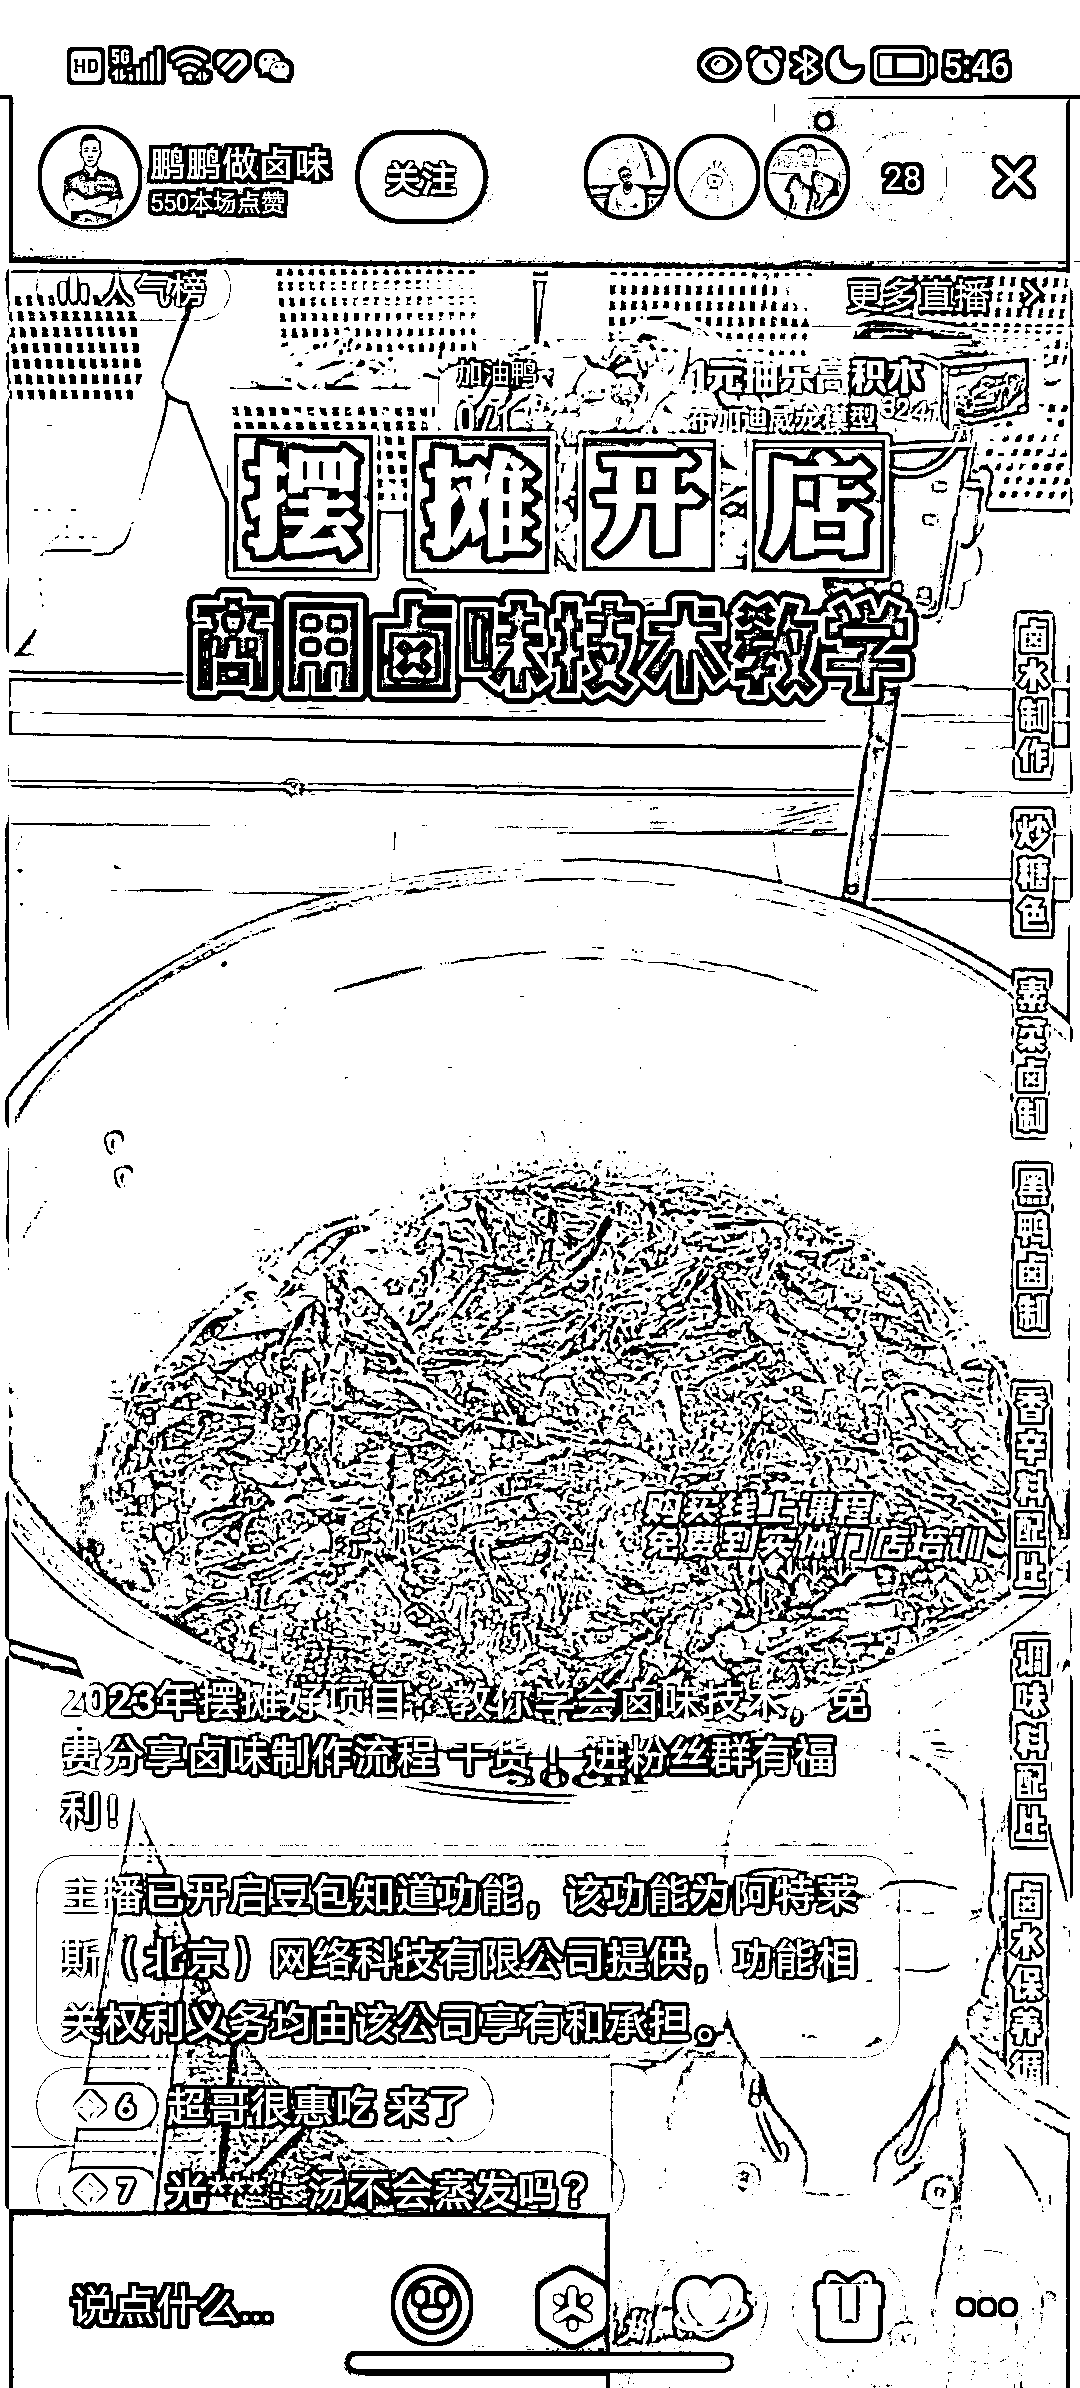 HD 5G 5:46
鹏鹏做卤味
550本场点赞
关注
28
人气榜
更多直播
加油鸭
1元抽乐高积木
布加迪威龙模型
摆摊开店
商用卤味技术教学
卤水制作
炒糖色
素菜卤制
黑鸭卤制
香辛料配比
调味料配比
卤水保养
购买线上课程
免费到实体门店培训
2023年摆摊好项目，教你学会卤味技术，免
费分享卤味制作流程 干货！ 进粉丝群有福
利！
主播已开启豆包知道功能，该功能为阿特莱
斯（北京）网络科技有限公司提供，功能相
关权利义务均由该公司享有和承担。
6 超哥很惠吃 来了
7 光***：汤不会蒸发吗？
说点什么...